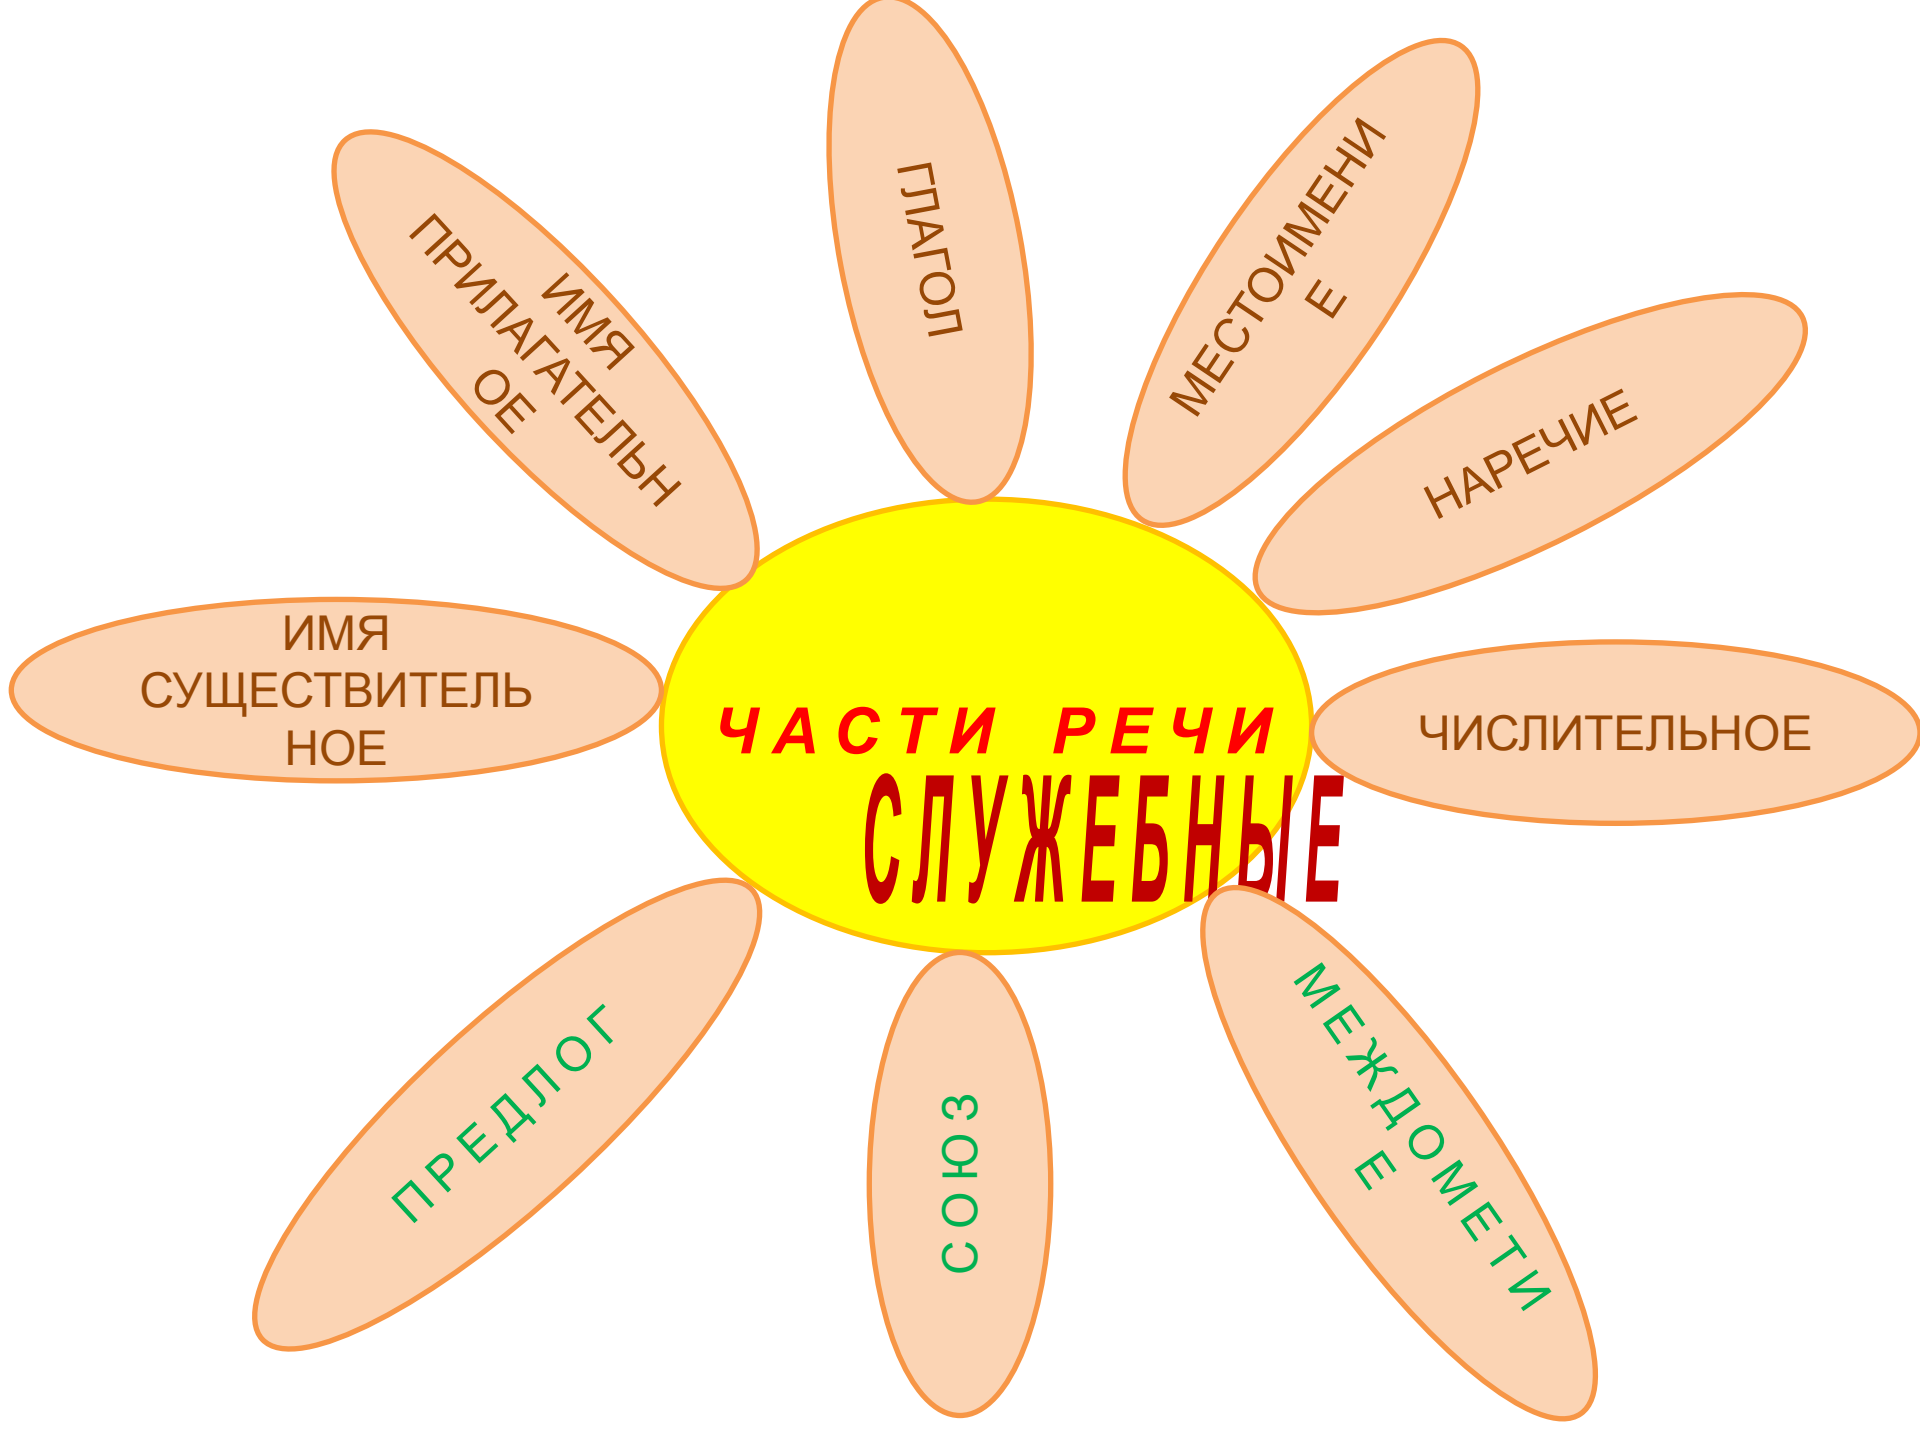 ГЛАГОЛ
МЕСТОИМЕНИ
Е
ИМЯ
ПРИЛАГАТЕЛЬН
ОЕ
НАРЕЧИЕ
ИМЯ
СУЩЕСТВИТЕЛЬ
НОЕ
ЧАСТИ РЕЧИ
СЛУЖЕБНЫЕ
ЧИСЛИТЕЛЬНОЕ
ПРЕДЛОГ
СОЮЗ
МЕЖДОМЕТИ
Е